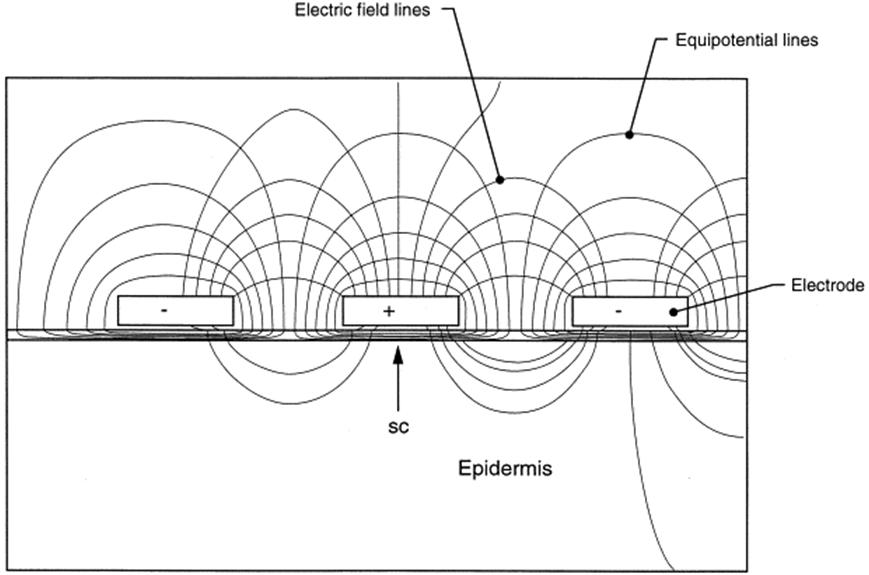 Electric field lines
Equipotential lines
Electrode
- + -
sc
Epidermis